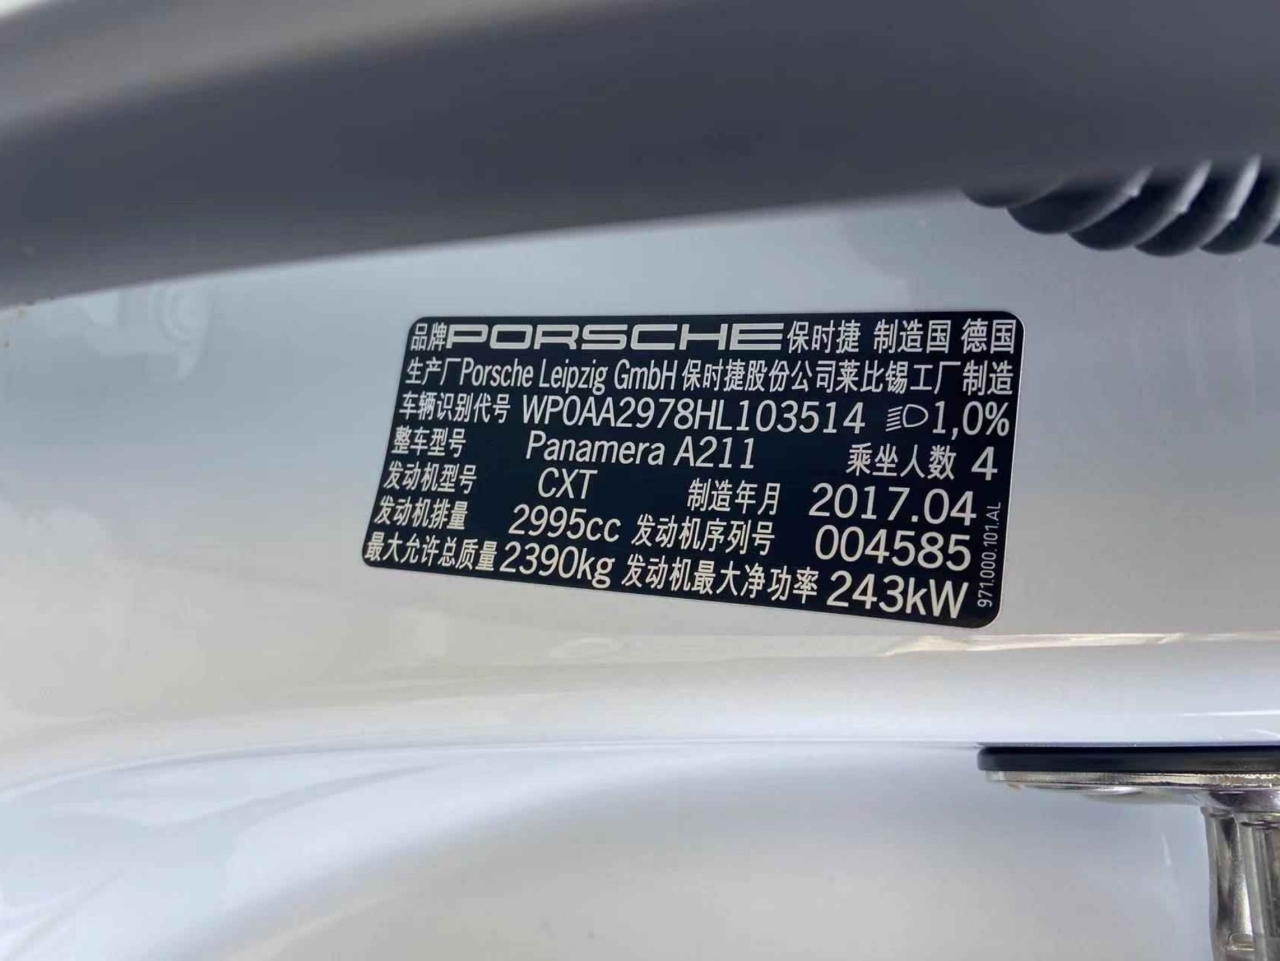 品牌PORSCHE保时捷 制造国 德国
生产厂Porsche Leipzig GmbH 保时捷股份公司莱比锡工厂制造
车辆识别代号 WP0AA2978HL103514 1,0%
整车型号 Panamera A211 乘坐人数 4
发动机型号 CXT 制造年月 2017.04
发动机排量 2995cc 发动机序列号 004585
最大允许总质量 2390kg 发动机最大净功率 243kW
971.000.101.AL